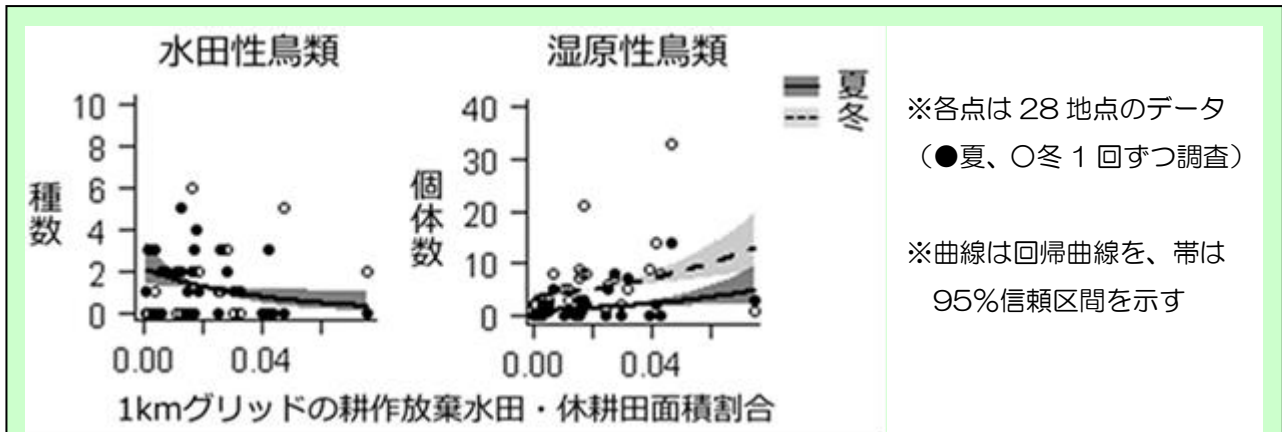 水田性鳥類
10
8
6
4
2
0
種数
0.00 0.04
湿原性鳥類
40
30
20
10
0
個体数
0.00 0.04
夏
冬
1kmグリッドの耕作放棄水田・休耕田面積割合
※各点は 28 地点のデータ
（●夏、〇冬 1 回ずつ調査）
※曲線は回帰曲線を、帯は
95%信頼区間を示す